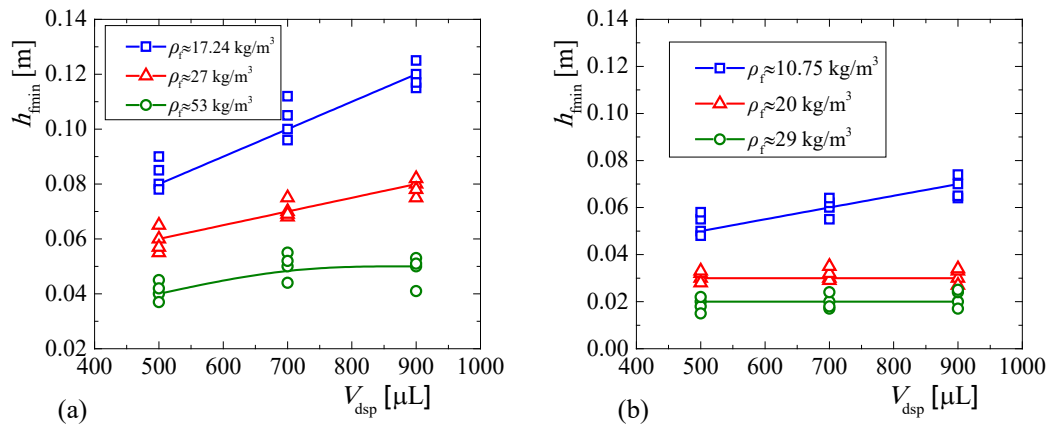 0.14
0.12
0.10
0.08
0.06
0.04
0.02
h_fmin [m]
ρ_f≈17.24 kg/m³
ρ_f≈27 kg/m³
ρ_f≈53 kg/m³
400 500 600 700 800 900 1000
V_dsp [μL]
(a)
0.14
0.12
0.10
0.08
0.06
0.04
0.02
0.00
h_fmin [m]
ρ_f≈10.75 kg/m³
ρ_f≈20 kg/m³
ρ_f≈29 kg/m³
400 500 600 700 800 900 1000
V_dsp [μL]
(b)